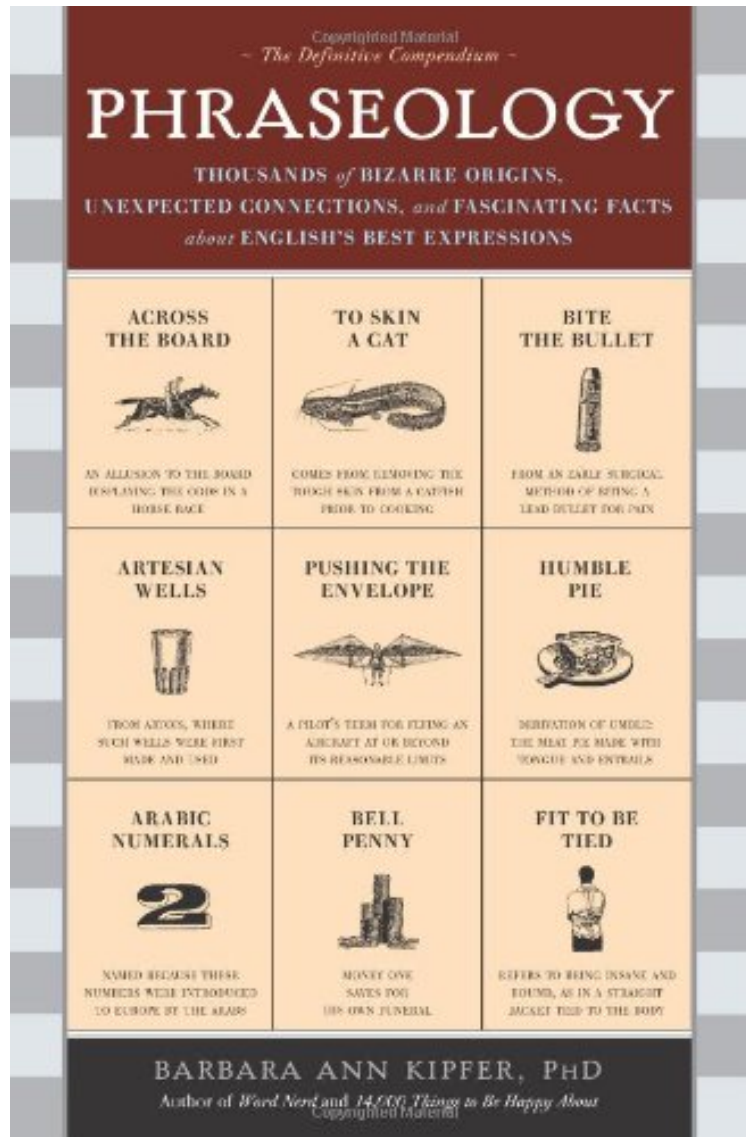 Copyrighted Material
~ The Definitive Compendium ~
PHRASEOLOGY
THOUSANDS of BIZARRE ORIGINS,
UNEXPECTED CONNECTIONS, and FASCINATING FACTS
about ENGLISH'S BEST EXPRESSIONS
ACROSS
THE BOARD
AN ALLUSION TO THE BOARD
DISPLAYING THE ODDS IN A
HORSE RACE
TO SKIN
A CAT
COMES FROM REMOVING THE
TOUGH SKIN FROM A CATFISH
PRIOR TO COOKING
BITE
THE BULLET
FROM AN EARLY SURGICAL
METHOD OF BITING A
LEAD BULLET FOR PAIN
ARTESIAN
WELLS
FROM ARTOIS, WHERE
SUCH WELLS WERE FIRST
MADE AND USED
PUSHING THE
ENVELOPE
A PILOT'S TERM FOR FLYING AN
AIRCRAFT AT OR BEYOND
ITS REASONABLE LIMITS
HUMBLE
PIE
DERIVATION OF UMBLE:
THE MEAT PIE MADE WITH
TONGUE AND ENTRAILS
ARABIC
NUMERALS
2
NAMED BECAUSE THESE
NUMBERS WERE INTRODUCED
TO EUROPE BY THE ARABS
BELL
PENNY
MONEY ONE
SAVES FOR
HIS OWN FUNERAL
FIT TO BE
TIED
REFERS TO BEING INSANE AND
BOUND, AS IN A STRAIGHT
JACKET TIED TO THE BODY
BARBARA ANN KIPFER, PHD
Author of Word Nerd and 14,000 Things to Be Happy About
Copyrighted Material